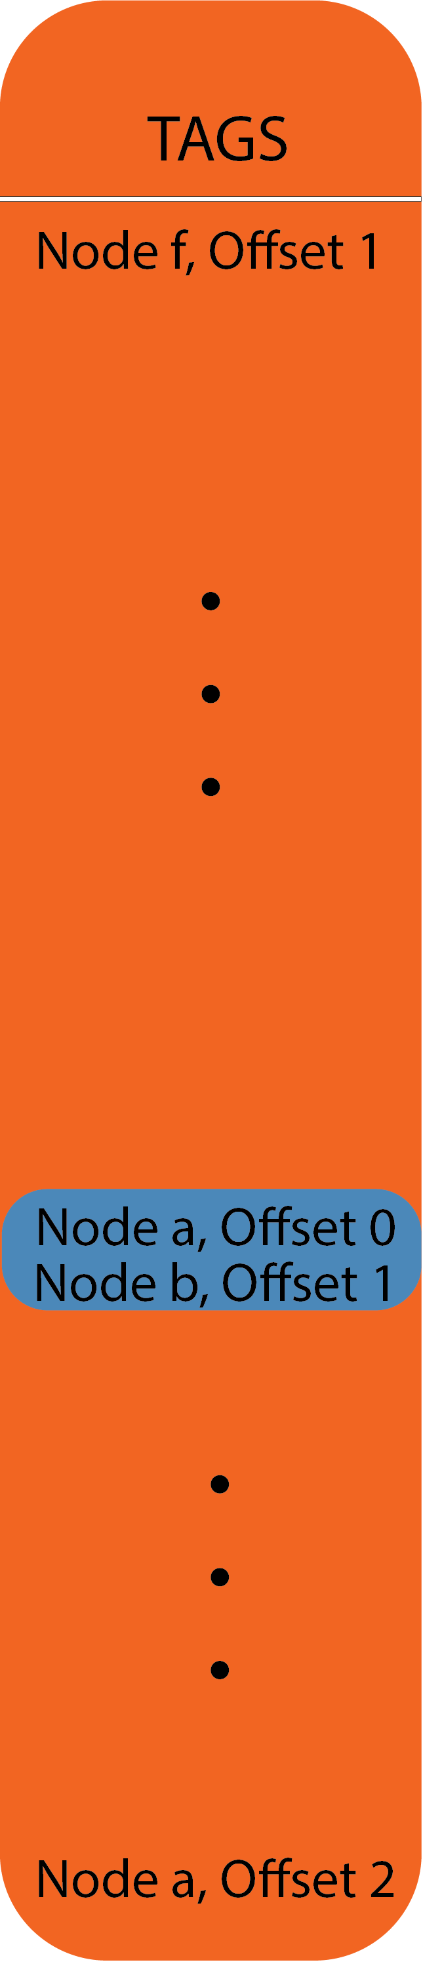 TAGS
Node f, Offset 1
Node a, Offset 0
Node b, Offset 1
Node a, Offset 2